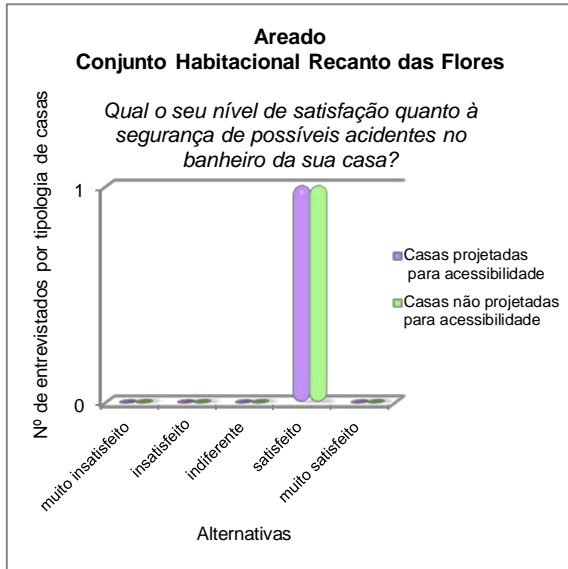 Areado
Conjunto Habitacional Recanto das Flores
Qual o seu nível de satisfação quanto à
segurança de possíveis acidentes no
banheiro da sua casa?
Nº de entrevistados por tipologia de casas
1
0
Casas projetadas
para acessibilidade
Casas não projetadas
para acessibilidade
muito insatisfeito
insatisfeito
indiferente
satisfeito
muito satisfeito
Alternativas